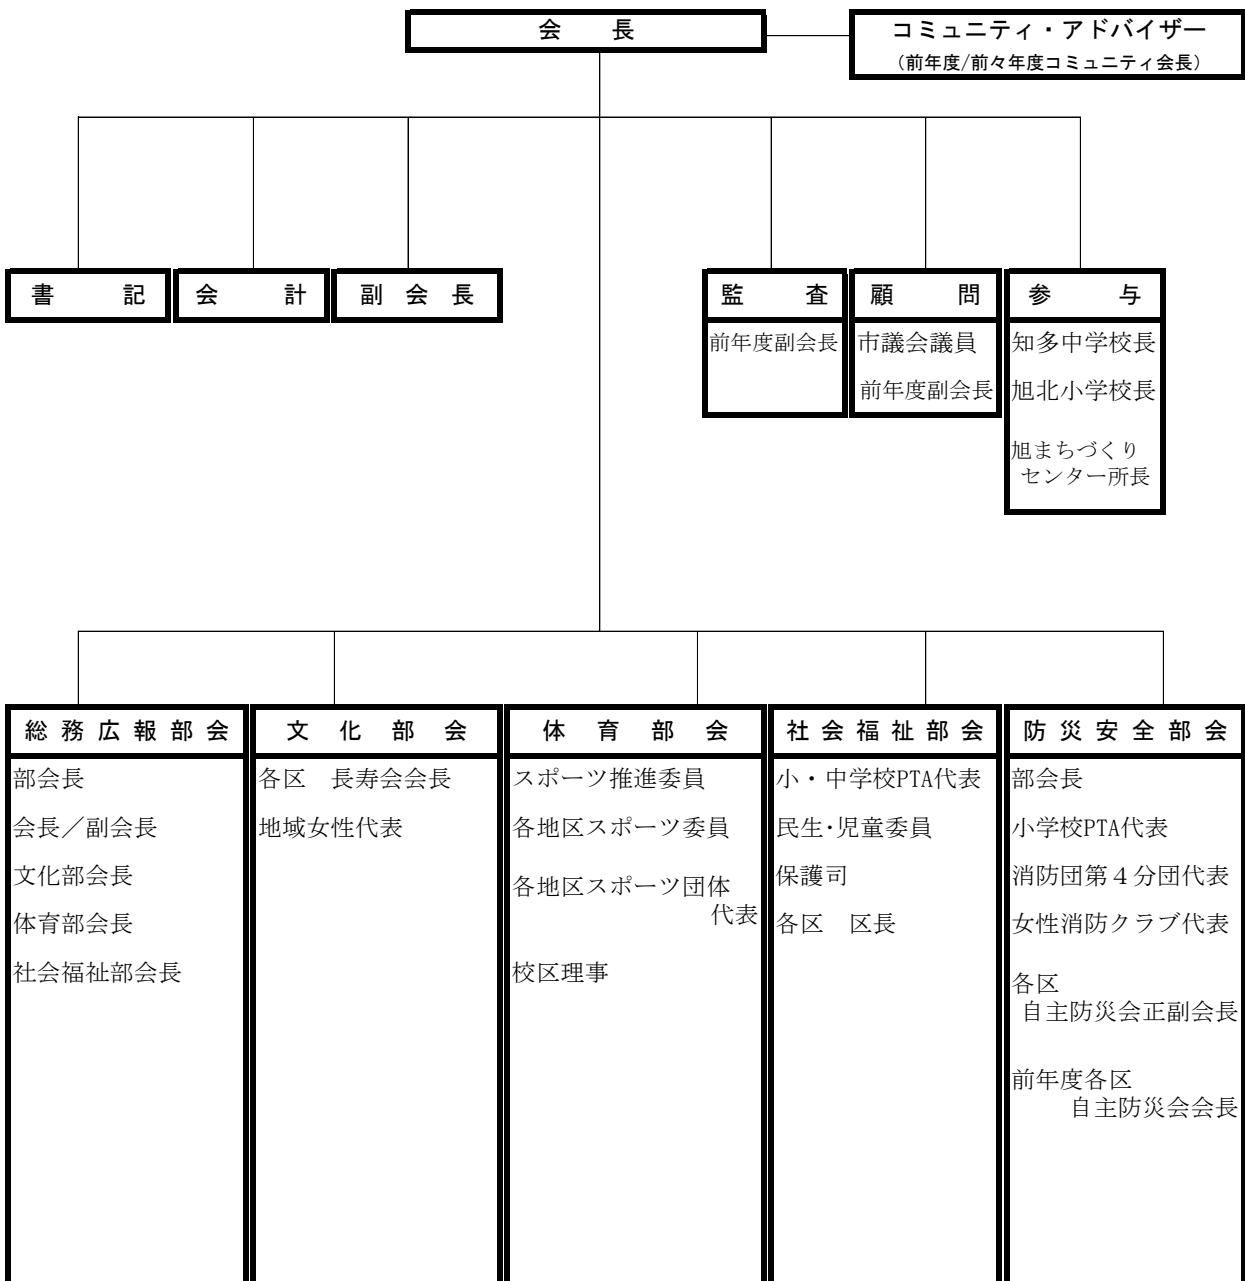 会長
コミュニティ・アドバイザー
(前年度/前々年度コミュニティ会長)
書記
会計
副会長
監査
前年度副会長
顧問
市議会議員
前年度副会長
参与
知多中学校長
旭北小学校長
旭まちづくり
センター所長
総務広報部会
部会長
会長／副会長
文化部会長
体育部会長
社会福祉部会長
文化部会
各区　長寿会会長
地域女性代表
体育部会
スポーツ推進委員
各地区スポーツ委員
各地区スポーツ団体
代表
校区理事
社会福祉部会
小・中学校PTA代表
民生・児童委員
保護司
各区　区長
防災安全部会
部会長
小学校PTA代表
消防団第４分団代表
女性消防クラブ代表
各区
自主防災会正副会長
前年度各区
自主防災会会長